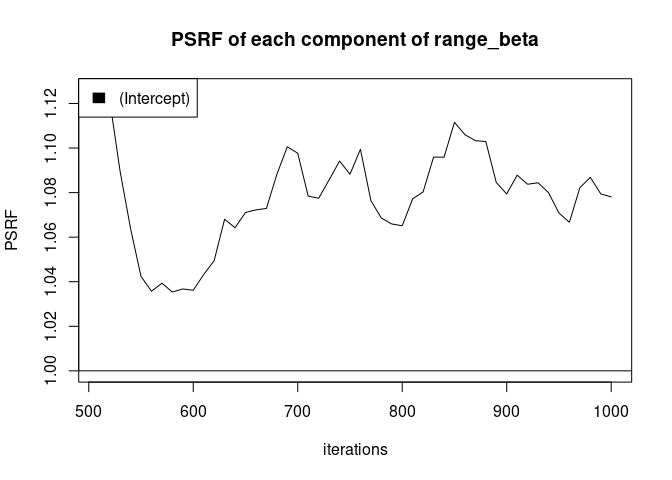 PSRF of each component of range_beta
(Intercept)
PSRF
1.12
1.10
1.08
1.06
1.04
1.02
1.00
500 600 700 800 900 1000
iterations